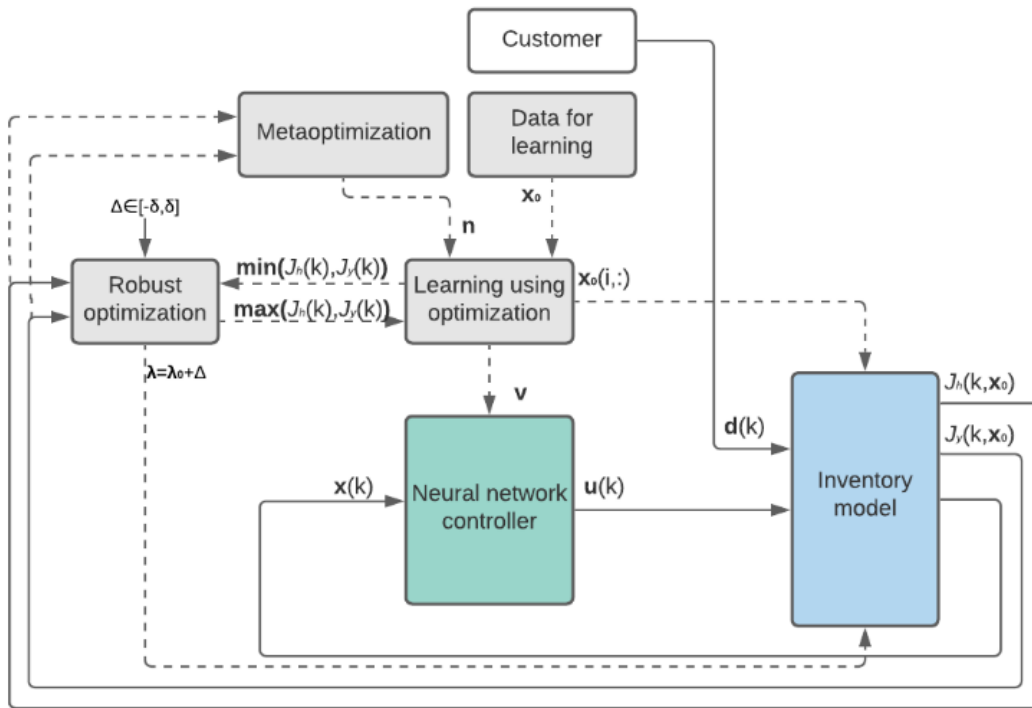 Customer
Metaoptimization
Data for
learning
x₀
n
Δ∈[-δ,δ]
Robust
optimization
min(Jₕ(k),Jᵧ(k))
max(Jₕ(k),Jᵧ(k))
Learning using
optimization
x₀(i,:)
λ=λ₀+Δ
v
Jₕ(k,x₀)
Jᵧ(k,x₀)
d(k)
x(k)
Neural network
controller
u(k)
Inventory
model